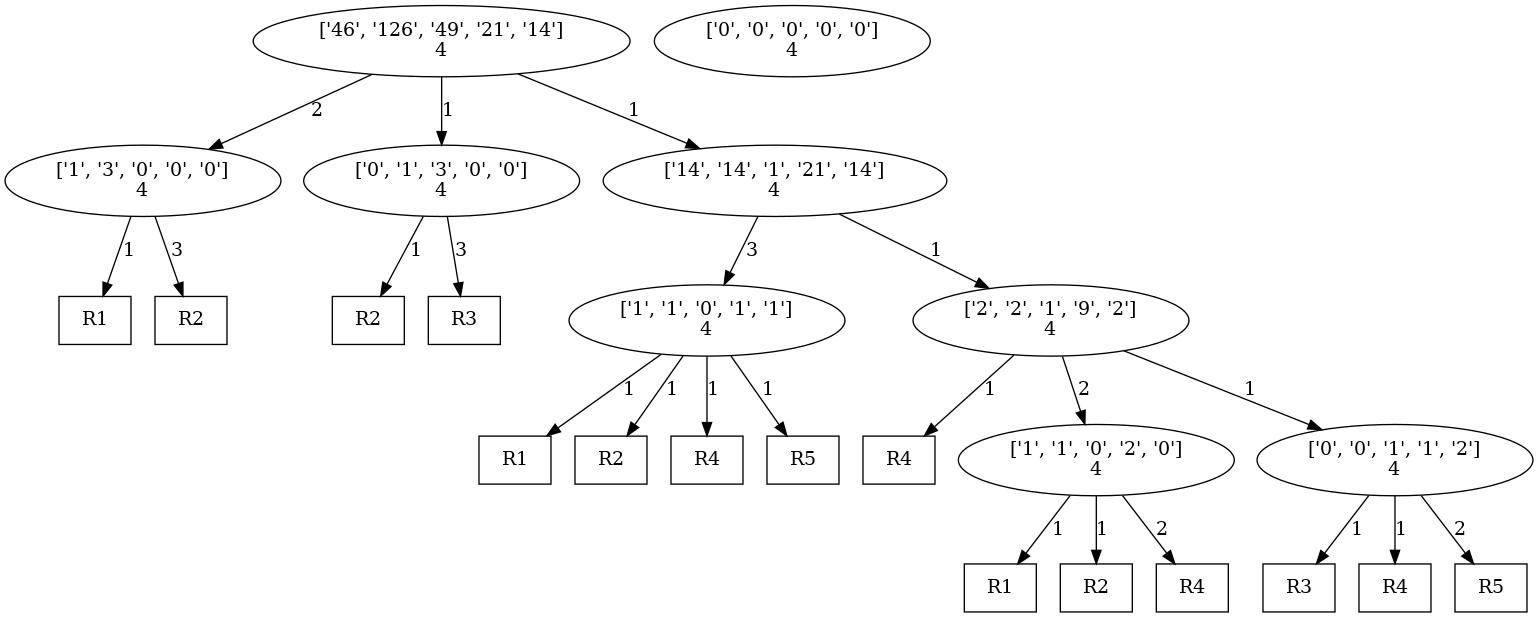 ['46', '126', '49', '21', '14']
4
['0', '0', '0', '0', '0']
4
2
1
1
['1', '3', '0', '0', '0']
4
['0', '1', '3', '0', '0']
4
['14', '14', '1', '21', '14']
4
1
3
1
3
3
1
R1
R2
R2
R3
['1', '1', '0', '1', '1']
4
['2', '2', '1', '9', '2']
4
1
1
1
1
1
2
1
R1
R2
R4
R5
R4
['1', '1', '0', '2', '0']
4
['0', '0', '1', '1', '2']
4
1
1
2
1
1
2
R1
R2
R4
R3
R4
R5